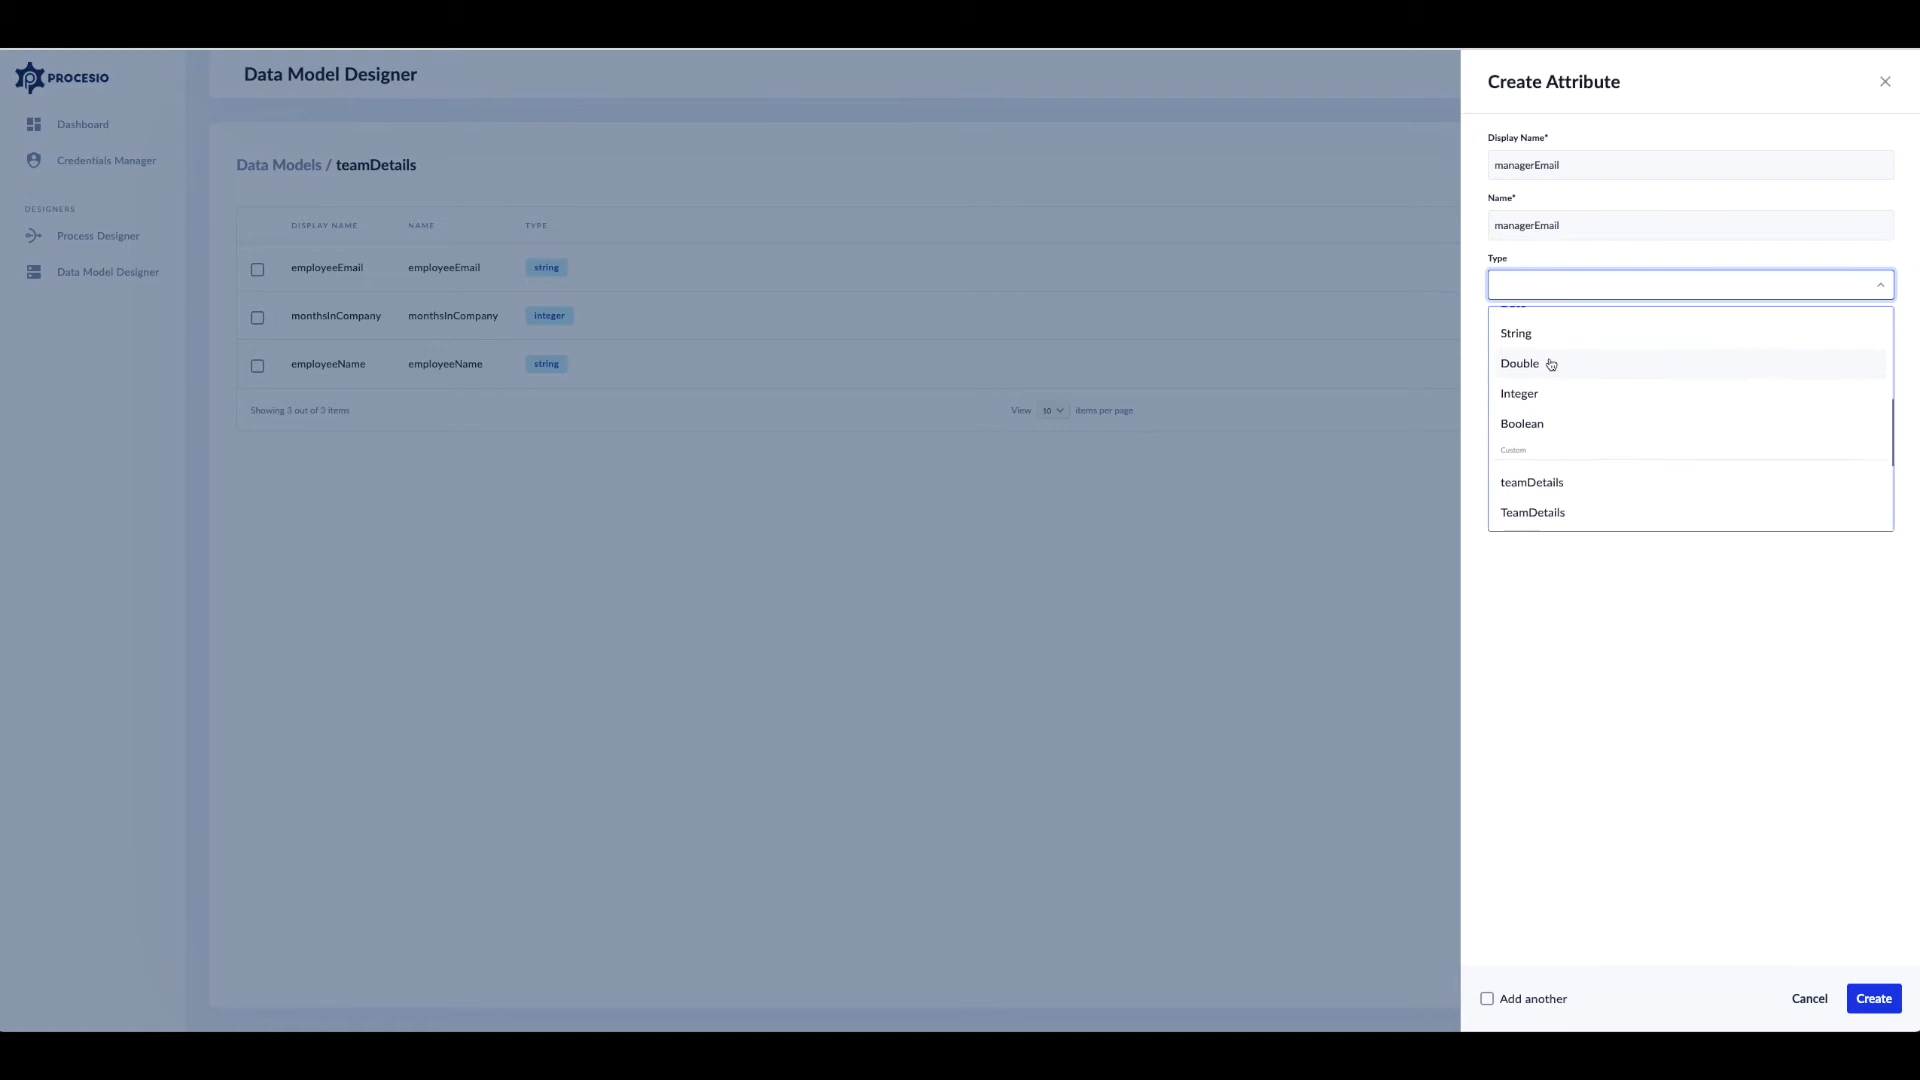 PROCESIO
Dashboard
Credentials Manager
DESIGNERS
Process Designer
Data Model Designer
Data Model Designer
Data Models / teamDetails
DISPLAY NAME NAME TYPE
employeeEmail employeeEmail string
monthsInCompany monthsInCompany integer
employeeName employeeName string
Showing 3 out of 3 items View 10 items per page
Create Attribute
Display Name*
managerEmail
Name*
managerEmail
Type
String
Double
Integer
Boolean
Custom
teamDetails
TeamDetails
Add another Cancel Create